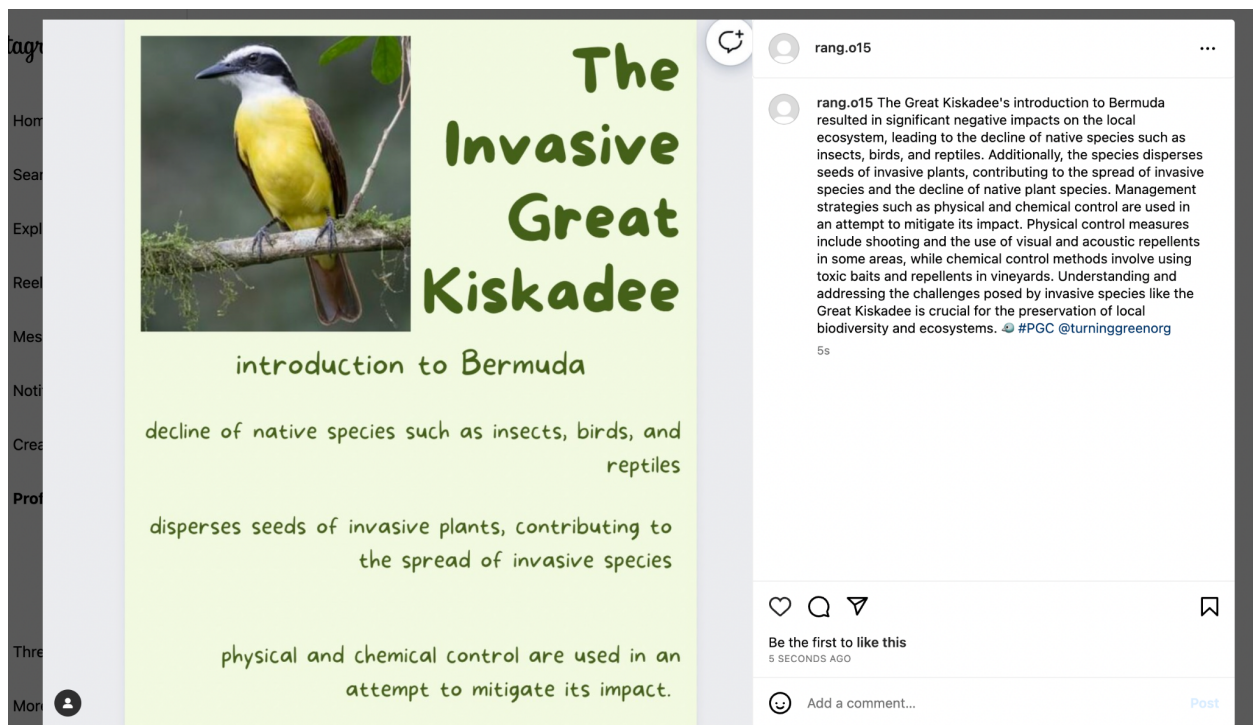 tagr
Hom
Sear
Expl
Reel
Mes
Noti
Crea
Prof
Thre
More
The
Invasive
Great
Kiskadee
introduction to Bermuda
decline of native species such as insects, birds, and
reptiles
disperses seeds of invasive plants, contributing to
the spread of invasive species
physical and chemical control are used in an
attempt to mitigate its impact.
rang.o15
rang.o15 The Great Kiskadee's introduction to Bermuda
resulted in significant negative impacts on the local
ecosystem, leading to the decline of native species such as
insects, birds, and reptiles. Additionally, the species disperses
seeds of invasive plants, contributing to the spread of invasive
species and the decline of native plant species. Management
strategies such as physical and chemical control are used in
an attempt to mitigate its impact. Physical control measures
include shooting and the use of visual and acoustic repellents
in some areas, while chemical control methods involve using
toxic baits and repellents in vineyards. Understanding and
addressing the challenges posed by invasive species like the
Great Kiskadee is crucial for the preservation of local
biodiversity and ecosystems. #PGC @turninggreenorg
5s
Be the first to like this
5 SECONDS AGO
Add a comment...
Post